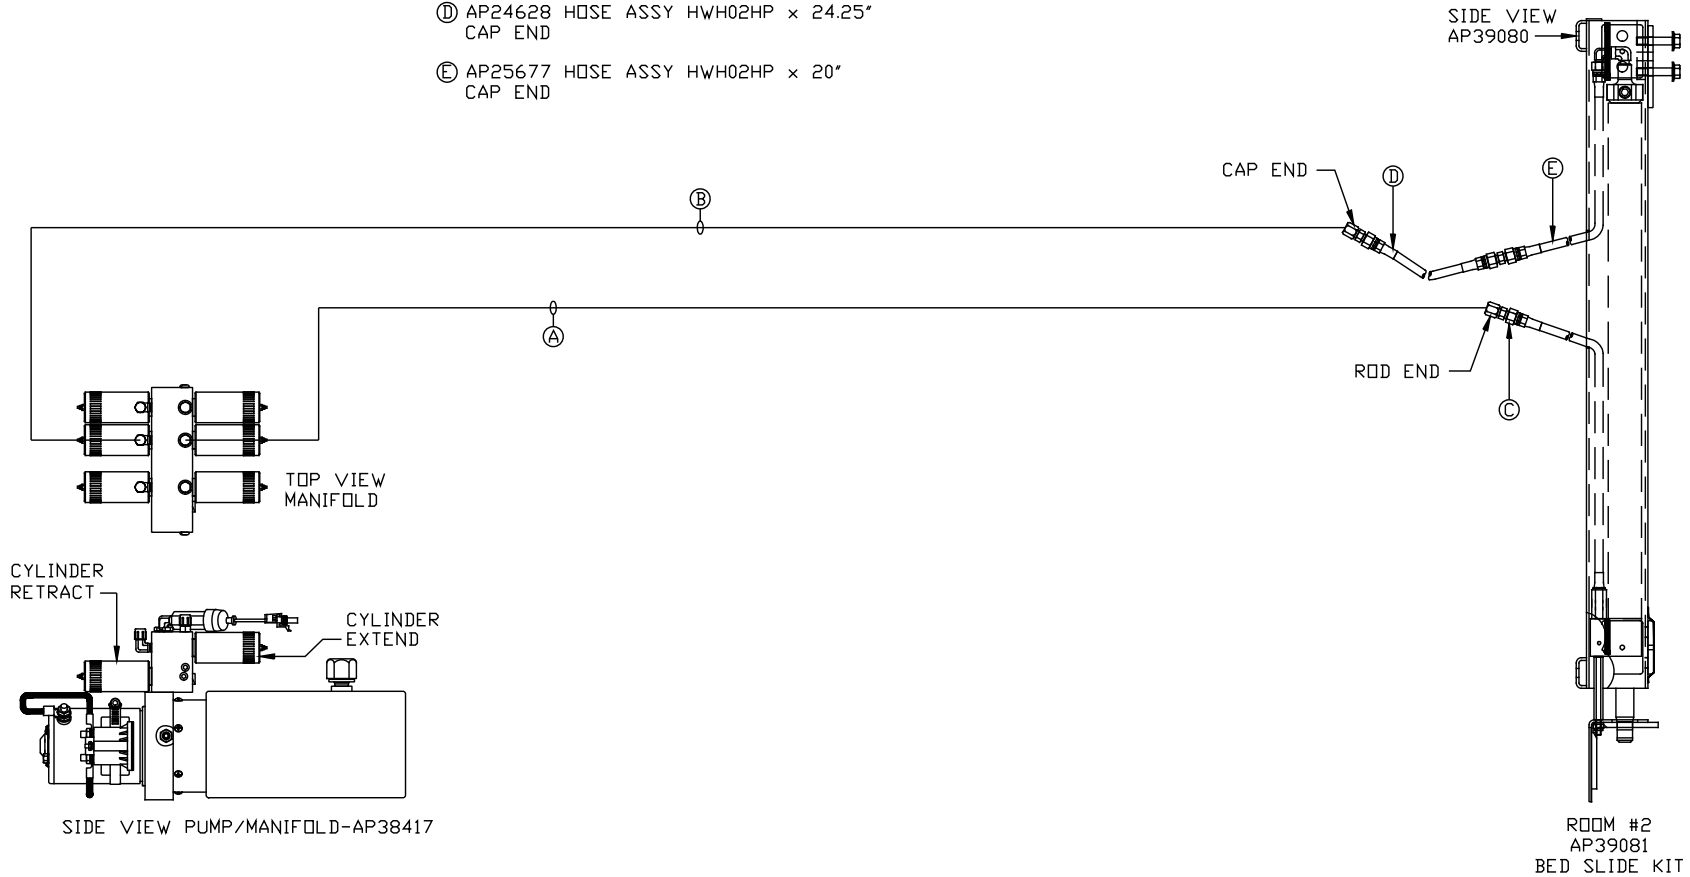 Ⓓ AP24628 HOSE ASSY HWH02HP x 24.25"
CAP END
Ⓔ AP25677 HOSE ASSY HWH02HP x 20"
CAP END
SIDE VIEW
AP39080
CAP END
D
E
B
A
ROD END
C
TOP VIEW
MANIFOLD
CYLINDER
RETRACT
CYLINDER
EXTEND
SIDE VIEW PUMP/MANIFOLD-AP38417
ROOM #2
AP39081
BED SLIDE KIT